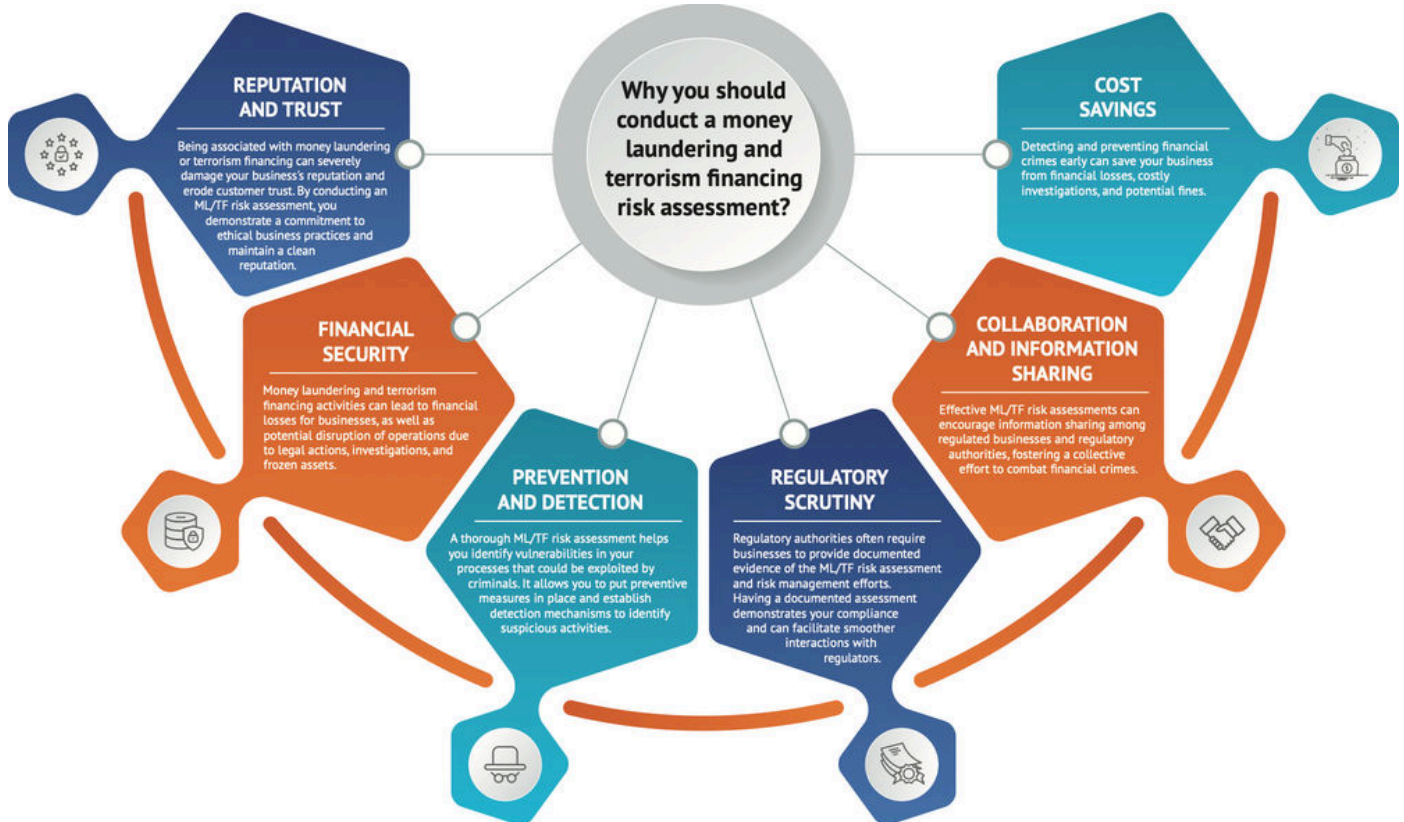 Why you should
conduct a money
laundering and
terrorism financing
risk assessment?
REPUTATION
AND TRUST
Being associated with money laundering
or terrorism financing can severely
damage your business's reputation and
erode customer trust. By conducting an
ML/TF risk assessment, you
demonstrate a commitment to
ethical business practices and
maintain a clean
reputation.
FINANCIAL
SECURITY
Money laundering and terrorism
financing activities can lead to financial
losses for businesses, as well as
potential disruption of operations due
to legal actions, investigations, and
frozen assets.
PREVENTION
AND DETECTION
A thorough ML/TF risk assessment helps
you identify vulnerabilities in your
processes that could be exploited by
criminals. It allows you to put preventive
measures in place and establish
detection mechanisms to identify
suspicious activities.
REGULATORY
SCRUTINY
Regulatory authorities often require
businesses to provide documented
evidence of the ML/TF risk assessment
and risk management efforts.
Having a documented assessment
demonstrates your compliance
and can facilitate smoother
interactions with
regulators.
COLLABORATION
AND INFORMATION
SHARING
Effective ML/TF risk assessments can
encourage information sharing among
regulated businesses and regulatory
authorities, fostering a collective
effort to combat financial crimes.
COST
SAVINGS
Detecting and preventing financial
crimes early can save your business
from financial losses, costly
investigations, and potential fines.